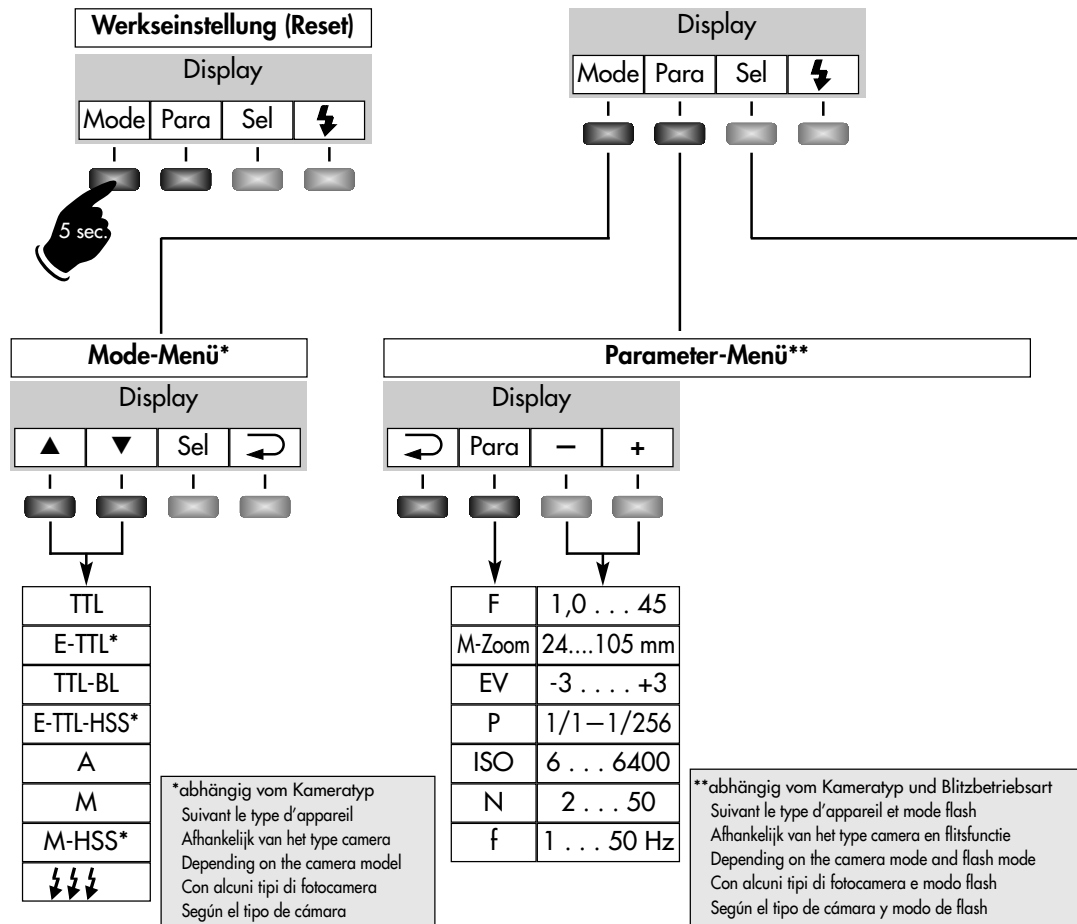 Werkseinstellung (Reset)
Display
Mode Para Sel
5 sec.
Display
Mode Para Sel
Mode-Menü*
Display
▲ ▼ Sel
TTL
E-TTL*
TTL-BL
E-TTL-HSS*
A
M
M-HSS*
*abhängig vom Kameratyp
Suivant le type d’appareil
Afhankelijk van het type camera
Depending on the camera model
Con alcuni tipi di fotocamera
Según el tipo de cámara
Parameter-Menü**
Display
Para – +
F 1,0 . . . 45
M-Zoom 24....105 mm
EV -3 . . . . +3
P 1/1–1/256
ISO 6 . . . 6400
N 2 . . . 50
f 1 . . . 50 Hz
**abhängig vom Kameratyp und Blitzbetriebsart
Suivant le type d’appareil et mode flash
Afhankelijk van het type camera en flitsfunctie
Depending on the camera mode and flash mode
Con alcuni tipi di fotocamera e modo flash
Según el tipo de cámara y modo de flash